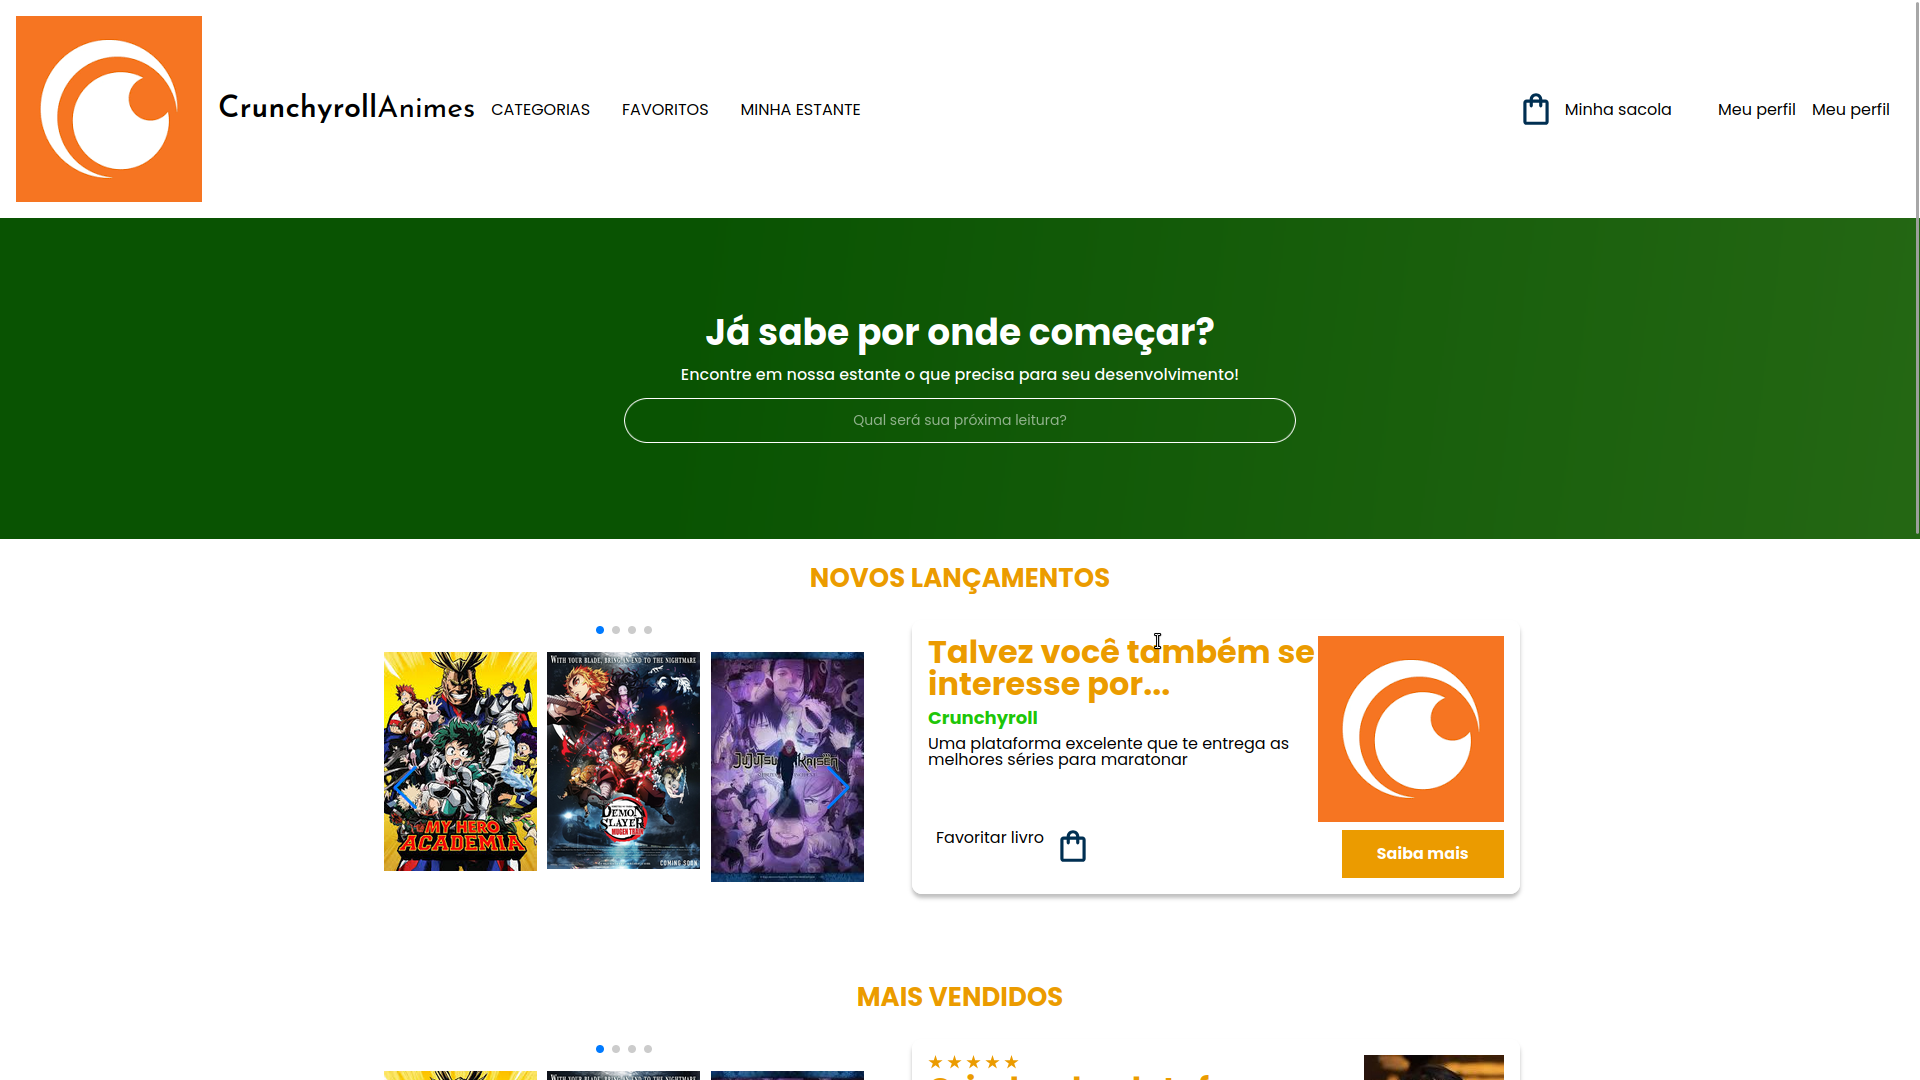 CrunchyrollAnimes
CATEGORIAS
FAVORITOS
MINHA ESTANTE
Minha sacola
Meu perfil
Meu perfil
Já sabe por onde começar?
Encontre em nossa estante o que precisa para seu desenvolvimento!
Qual será sua próxima leitura?
NOVOS LANÇAMENTOS
MY HERO
ACADEMIA
WITH YOUR BLADE, BRING AN END TO THE NIGHTMARE
DEMON
SLAYER
MUGEN TRAIN
COMING SOON
JUJUTSU KAISEN
Talvez você também se
interesse por...
Crunchyroll
Uma plataforma excelente que te entrega as
melhores séries para maratonar
Favoritar livro
Saiba mais
MAIS VENDIDOS
WITH YOUR BLADE, BRING AN END TO THE NIGHTMARE